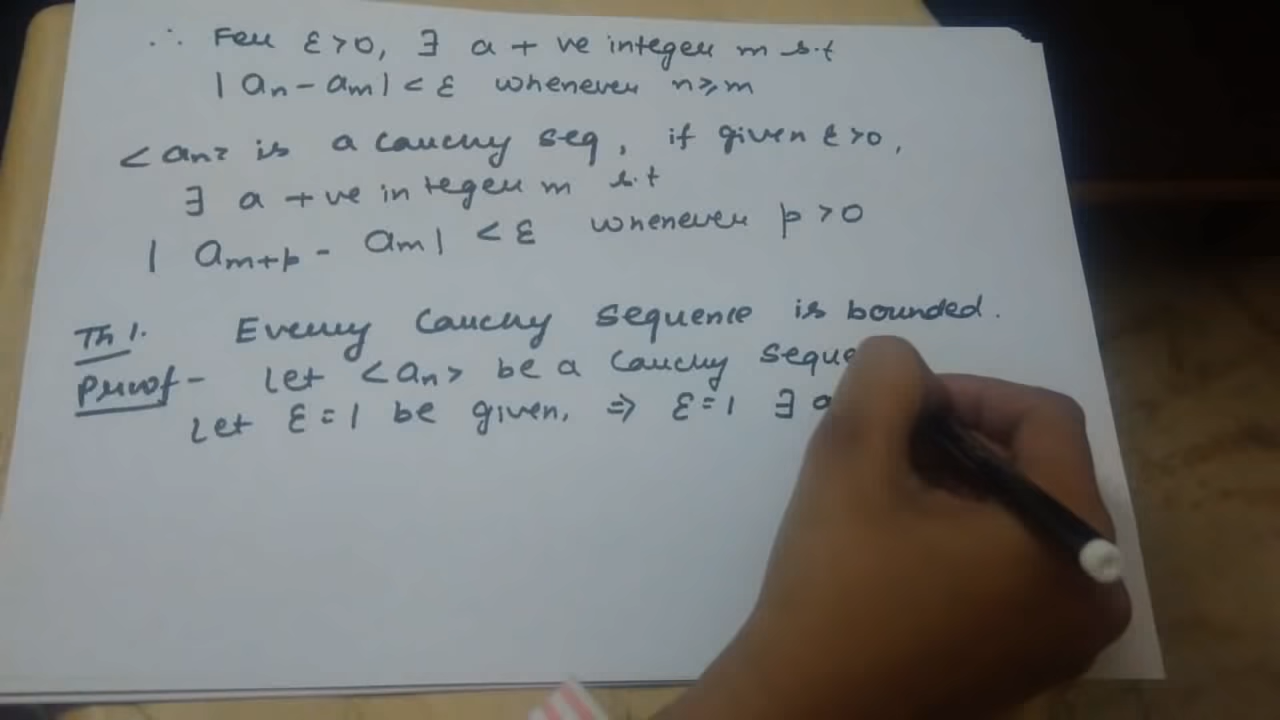 ∴ For ε>0, ∃ a +ve integer m s.t
|an - am| < ε whenever n≥m
<an> is a Cauchy seq, if given ε>0,
∃ a +ve integer m s.t
| am+p - am| < ε whenever p>0
Th 1. Every Cauchy sequence is bounded.
Proof - Let <an> be a Cauchy seque
Let ε=1 be given, ⇒ ε=1 ∃ a